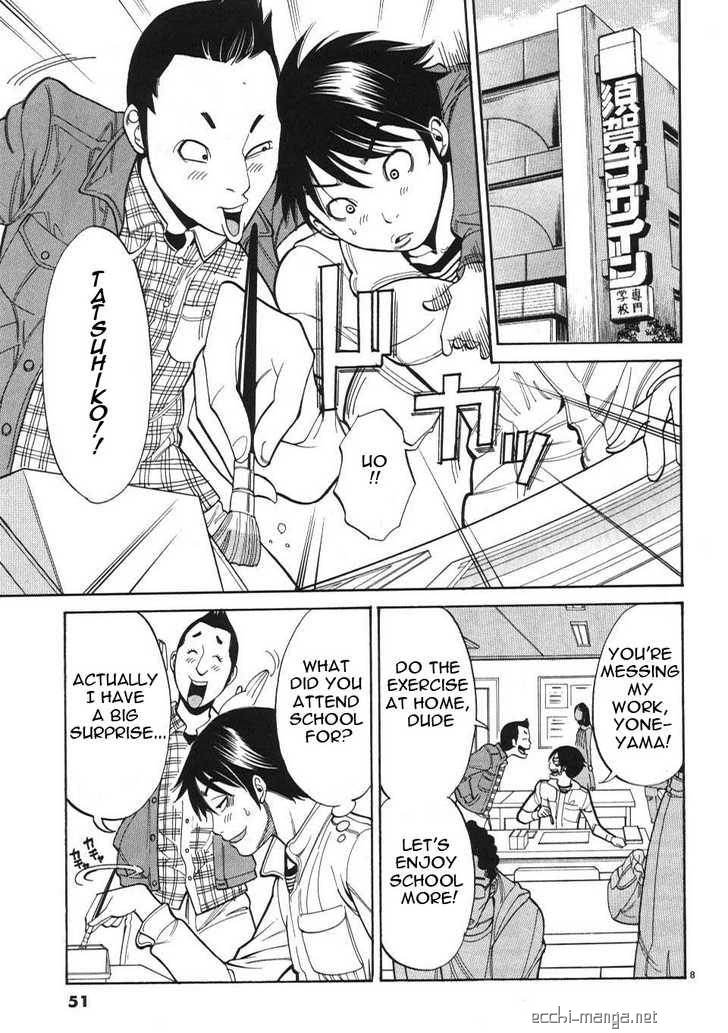 須賀デザイン
専門
学校
TATSUHIKO!!
ドカッ
UO
!!
YOU'RE
MESSING
MY
WORK,
YONE-
YAMA!
DO THE
EXERCISE
AT HOME,
DUDE
LET'S
ENJOY
SCHOOL
MORE!
WHAT
DID YOU
ATTEND
SCHOOL
FOR?
ACTUALLY
I HAVE
A BIG
SURPRISE...
カチャ
カチャ
8
51
ecchi-manga.net